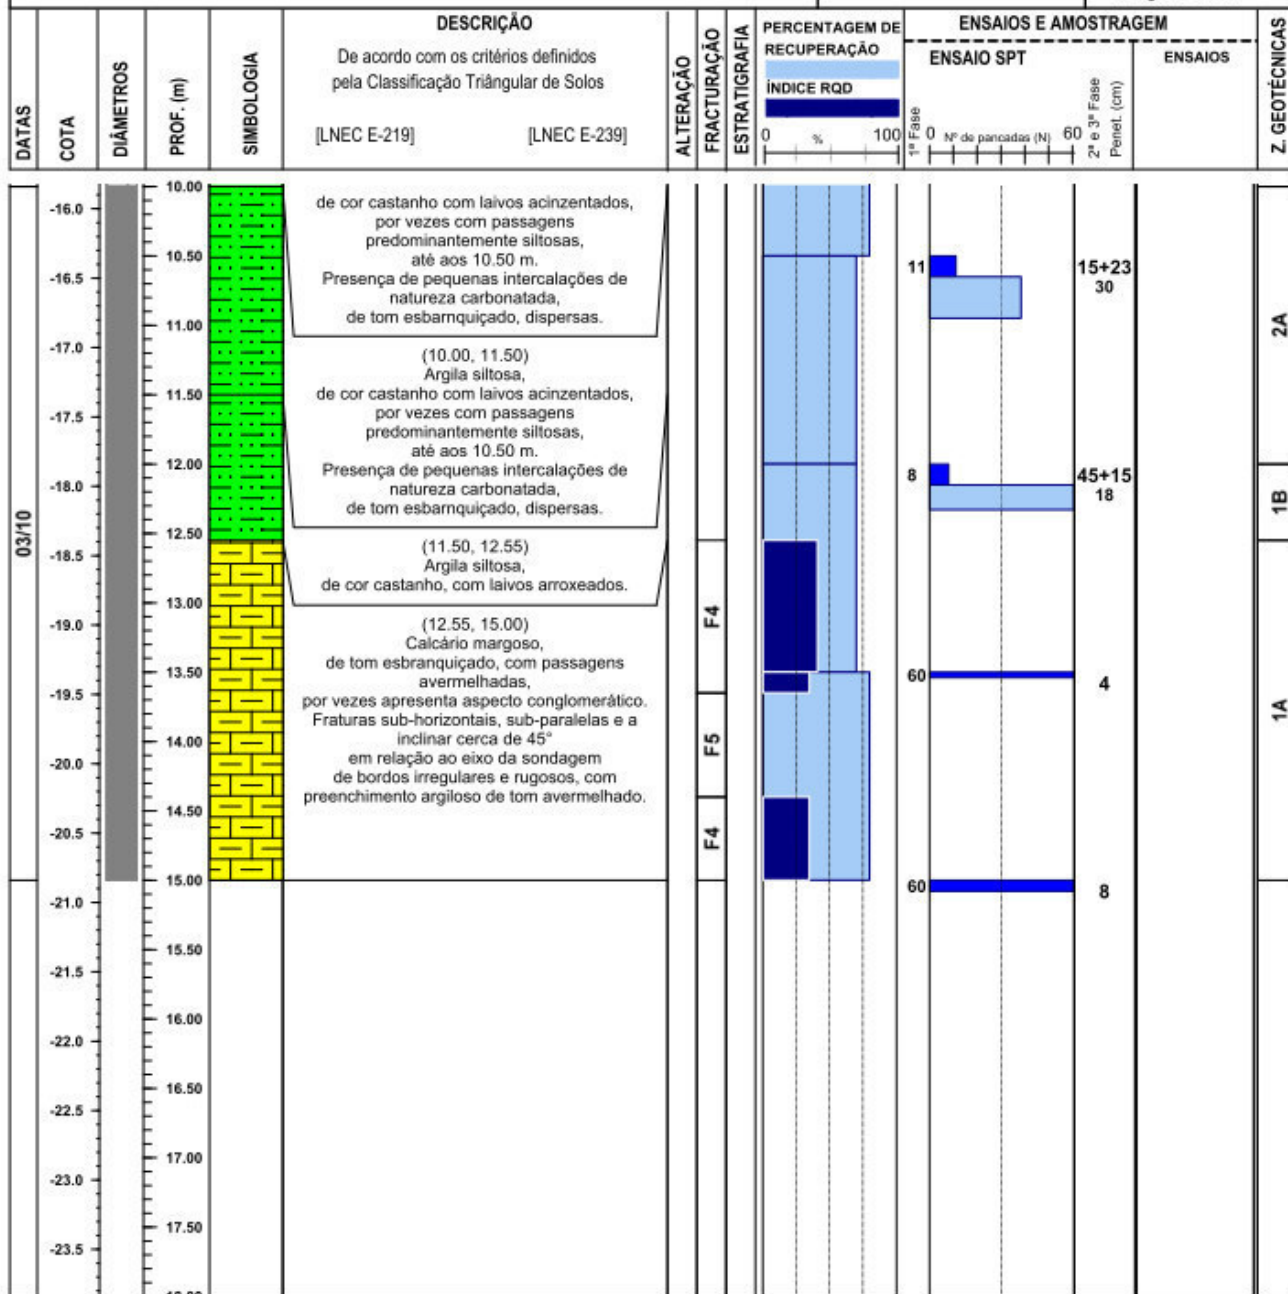 DATAS
COTA
DIÂMETROS
PROF. (m)
SIMBOLOGIA
DESCRIÇÃO
De acordo com os critérios definidos
pela Classificação Triângular de Solos
[LNEC E-219] [LNEC E-239]
ALTERAÇÃO
FRACTURAÇÃO
ESTRATIGRAFIA
PERCENTAGEM DE
RECUPERAÇÃO
ÍNDICE RQD
0 % 100
ENSAIOS E AMOSTRAGEM
ENSAIO SPT
1ª Fase
0 Nº de pancadas (N) 60
2ª e 3ª Fase
Penet. (cm)
ENSAIOS
Z. GEOTÉCNICAS
03/10
-16.0
-16.5
-17.0
-17.5
-18.0
-18.5
-19.0
-19.5
-20.0
-20.5
-21.0
-21.5
-22.0
-22.5
-23.0
-23.5
10.00
10.50
11.00
11.50
12.00
12.50
13.00
13.50
14.00
14.50
15.00
15.50
16.00
16.50
17.00
17.50
de cor castanho com laivos acinzentados,
por vezes com passagens
predominantemente siltosas,
até aos 10.50 m.
Presença de pequenas intercalações de
natureza carbonatada,
de tom esbarnquiçado, dispersas.
(10.00, 11.50)
Argila siltosa,
de cor castanho com laivos acinzentados,
por vezes com passagens
predominantemente siltosas,
até aos 10.50 m.
Presença de pequenas intercalações de
natureza carbonatada,
de tom esbarnquiçado, dispersas.
(11.50, 12.55)
Argila siltosa,
de cor castanho, com laivos arroxeados.
(12.55, 15.00)
Calcário margoso,
de tom esbranquiçado, com passagens
avermelhadas,
por vezes apresenta aspecto conglomerático.
Fraturas sub-horizontais, sub-paralelas e a
inclinar cerca de 45°
em relação ao eixo da sondagem
de bordos irregulares e rugosos, com
preenchimento argiloso de tom avermelhado.
F4
F5
F4
11
15+23
30
8
45+15
18
60
4
60
8
2A
1B
1A